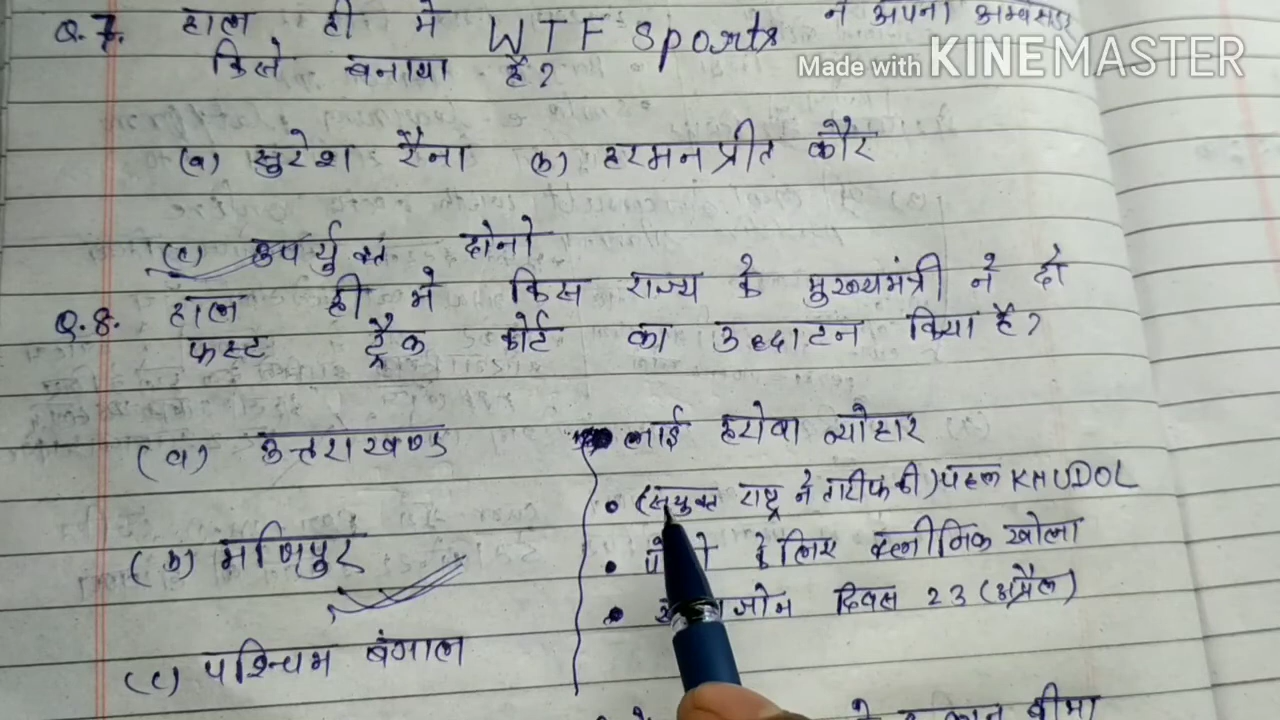 Q.7. हाल ही मे WTF Sports ने अपना अम्बेसडर
किसे बनाया है?
Made with KINEMASTER
(a) सुरेश रैना (b) हरमनप्रीत कौर
(c) उपर्युक्त दोनो
Q.8. हाल ही मे किस राज्य के मुख्यमंत्री ने दो
फास्ट ट्रैक कोर्ट का उद्घाटन किया है?
(a) उत्तराखण्ड
(b) मणिपुर
(c) पश्चिम बंगाल
लाई हरोबा त्यौहार
• (संयुक्त राष्ट्र ने तारीफ की) पहल KHUDOL
• के लिए क्लीनिक खोला
• दिवस 23 (अप्रैल)
बीमा